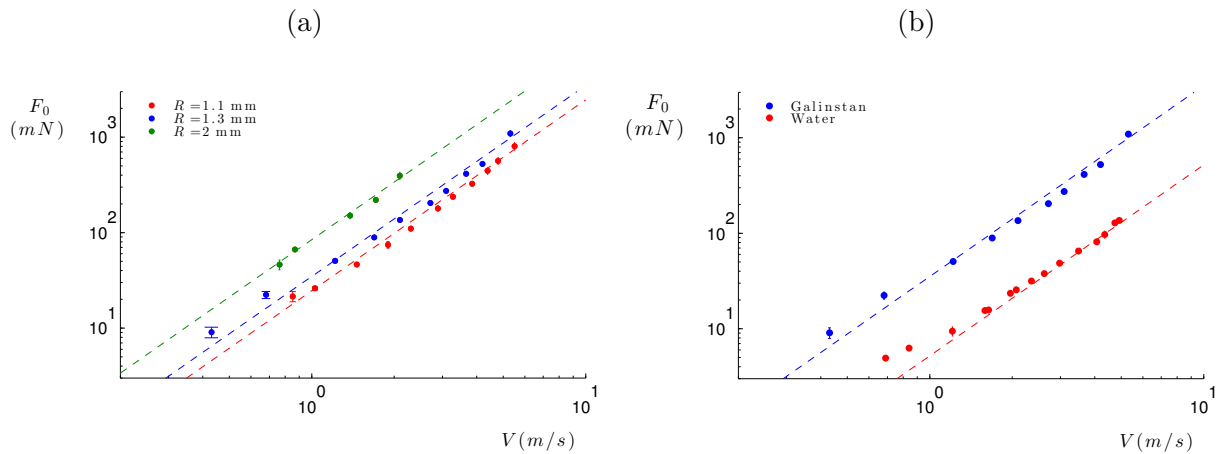 (a)
F₀
(mN)
R = 1.1 mm
R = 1.3 mm
R = 2 mm
10³
10²
10¹
10⁰
10¹
V(m/s)
(b)
F₀
(mN)
Galinstan
Water
10³
10²
10¹
10⁰
10¹
V(m/s)